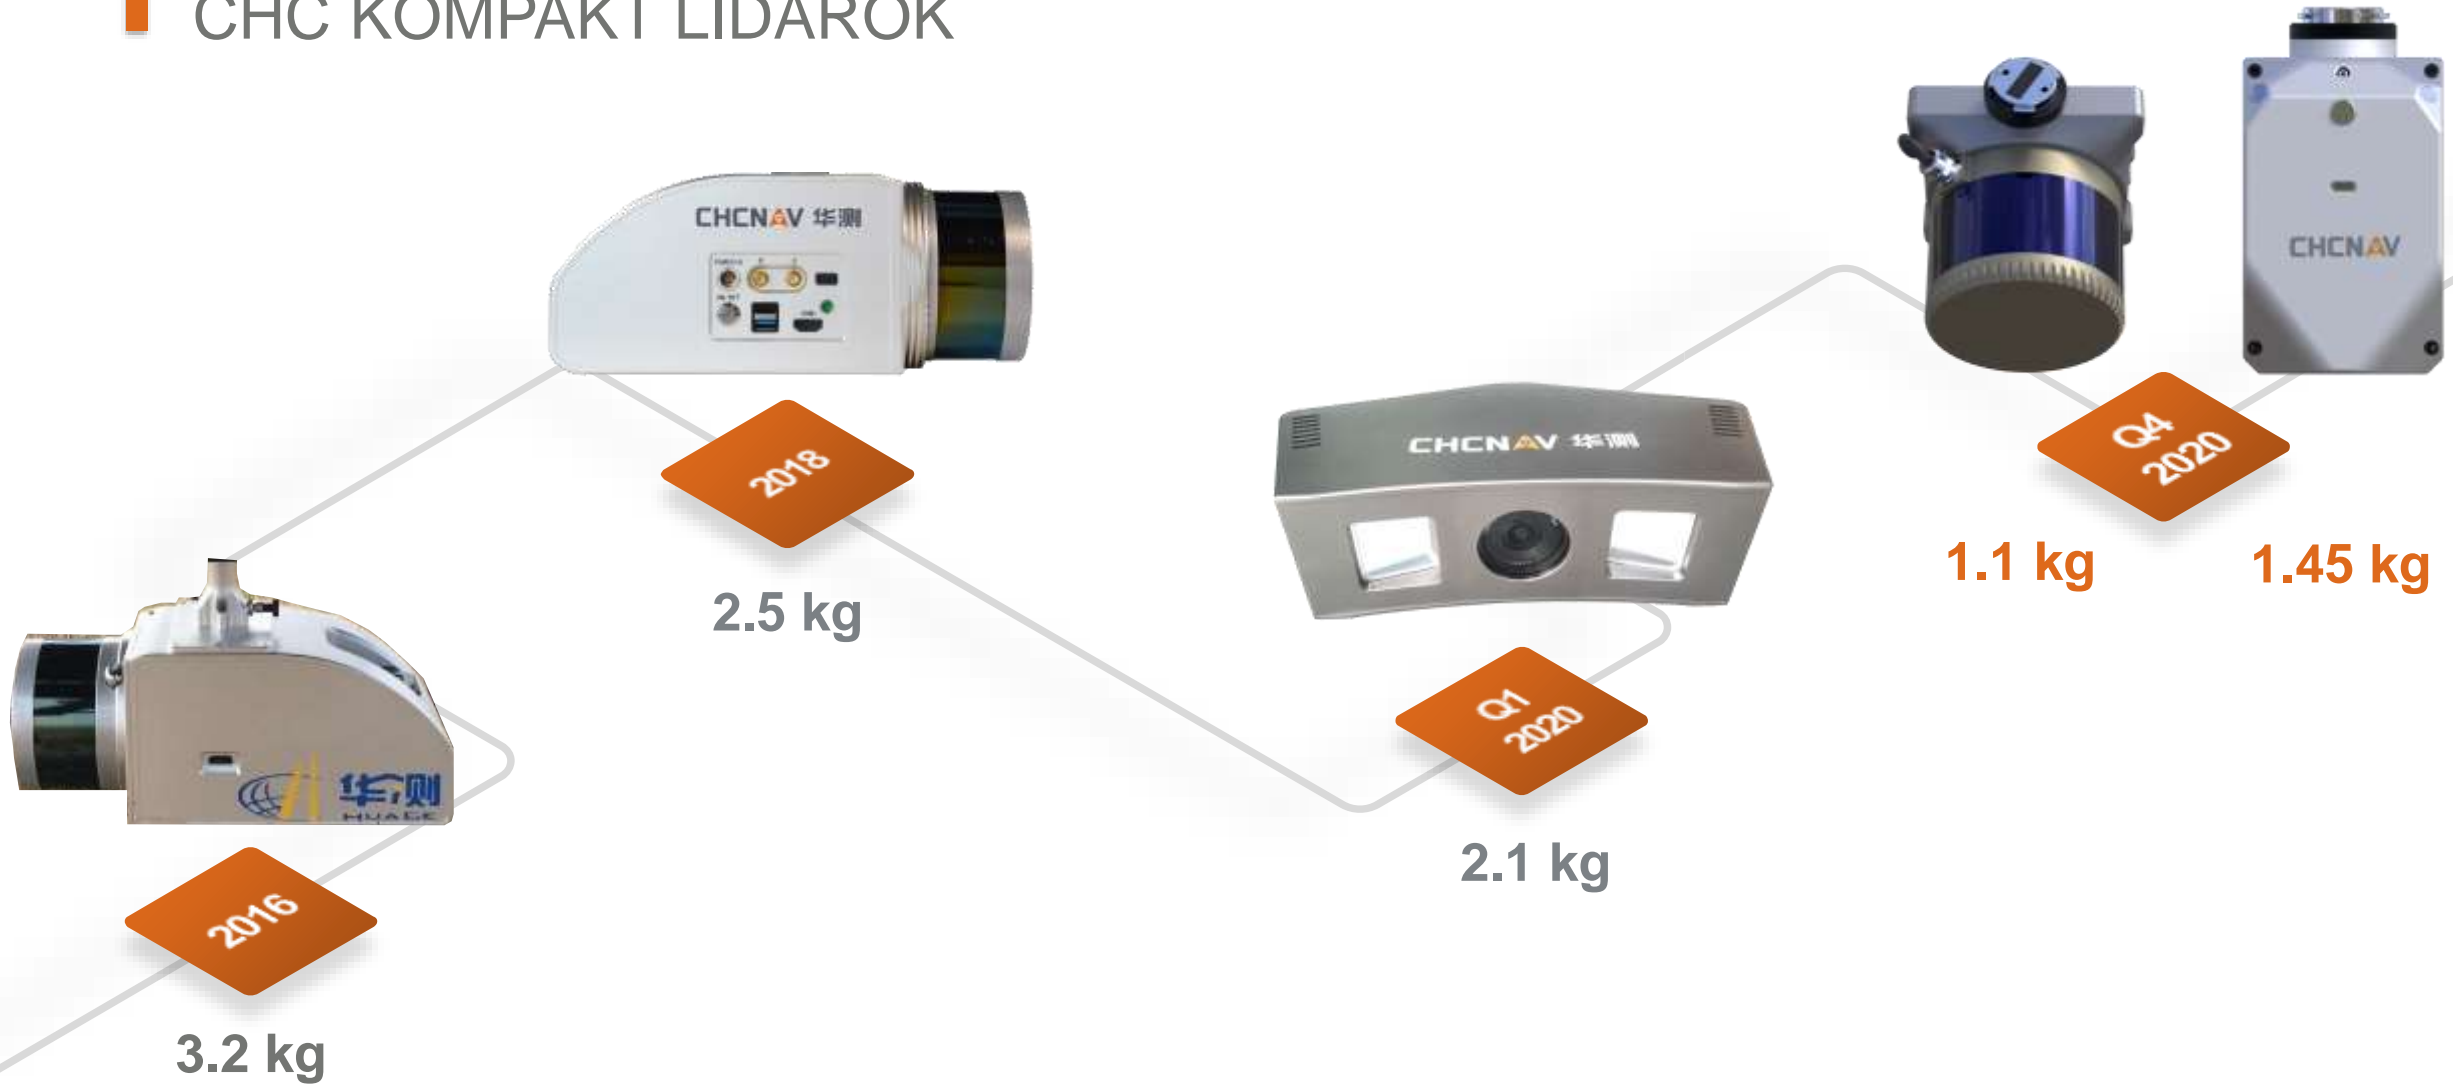 CHC KOMPAKT LIDAROK
CHCNAV 华测
2018
2.5 kg
CHCNAV 华测
Q1
2020
2.1 kg
CHCNAV
Q4
2020
1.1 kg
1.45 kg
华测
HUACE
2016
3.2 kg